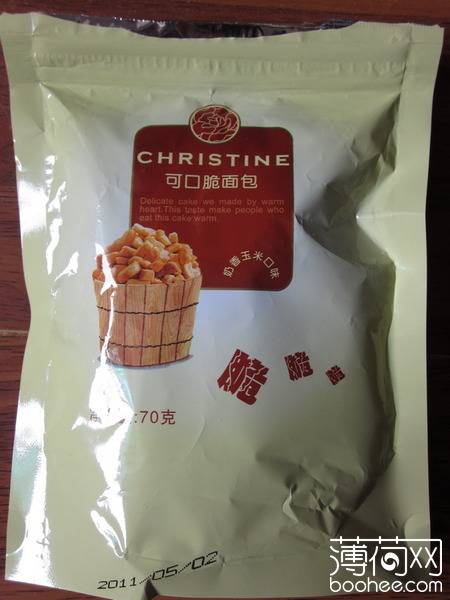 CHRISTINE
可口脆面包
Delicate cake we made by warm
heart.This taste make people who
eat this cake warm.
奶香玉米口味
脆 脆 脆
:70克
2011/05/02
薄荷网
boohee.com